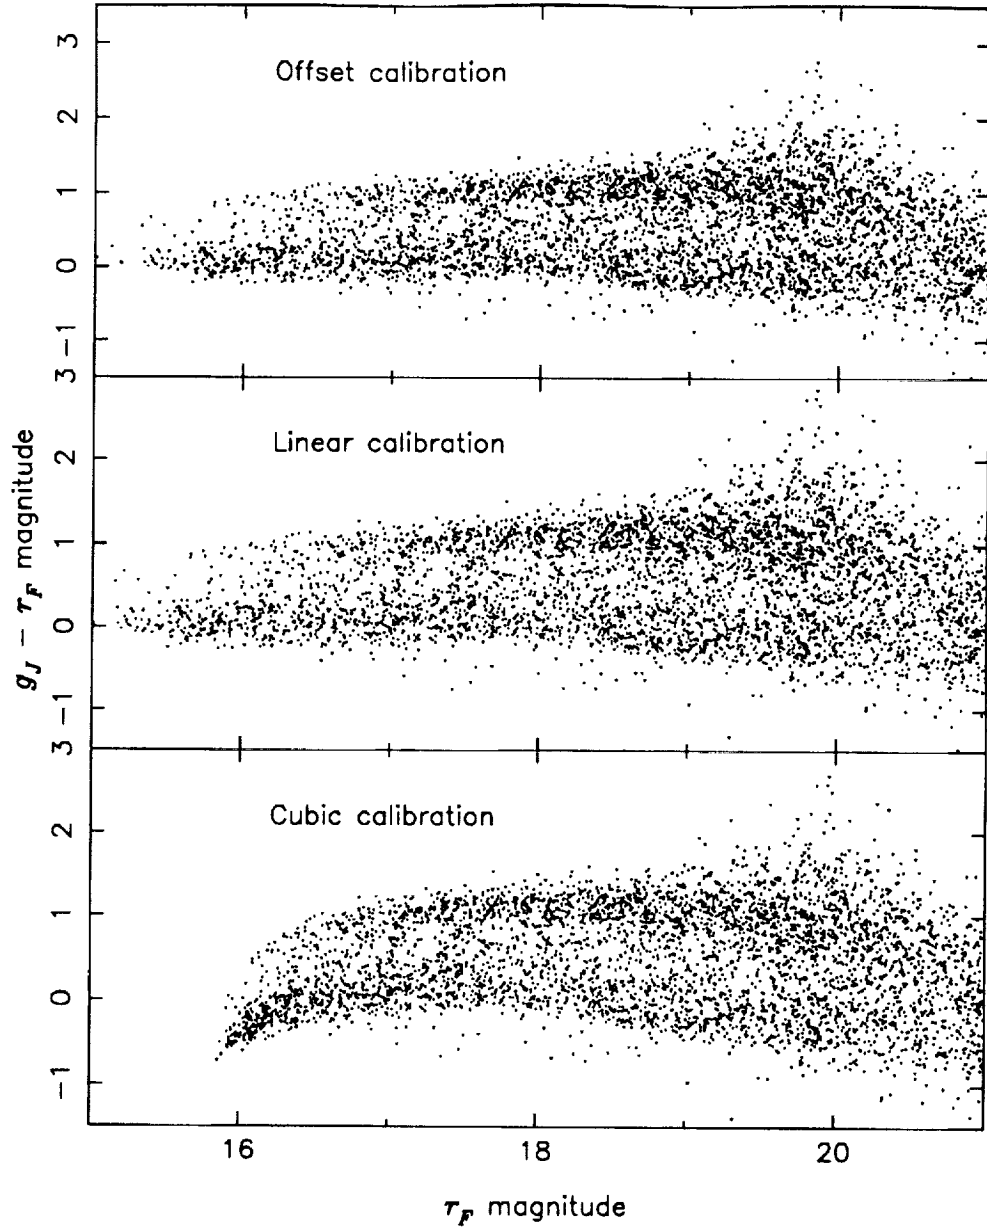 3
Offset calibration
2
1
0
−1
3
Linear calibration
2
1
0
−1
g_J − r_F magnitude
3
Cubic calibration
2
1
0
−1
16 18 20
r_F magnitude